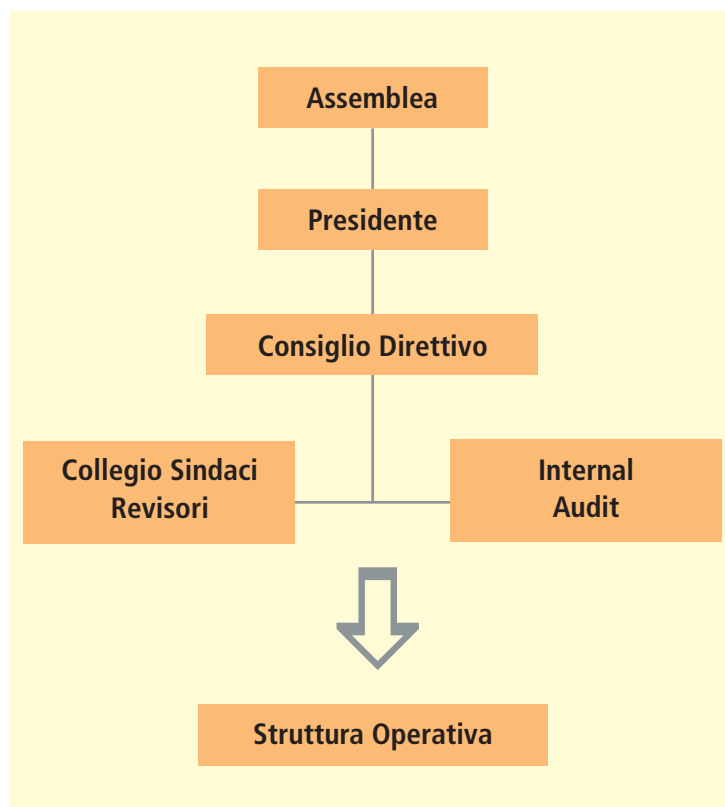 Assemblea
Presidente
Consiglio Direttivo
Collegio Sindaci
Revisori
Internal
Audit
Struttura Operativa